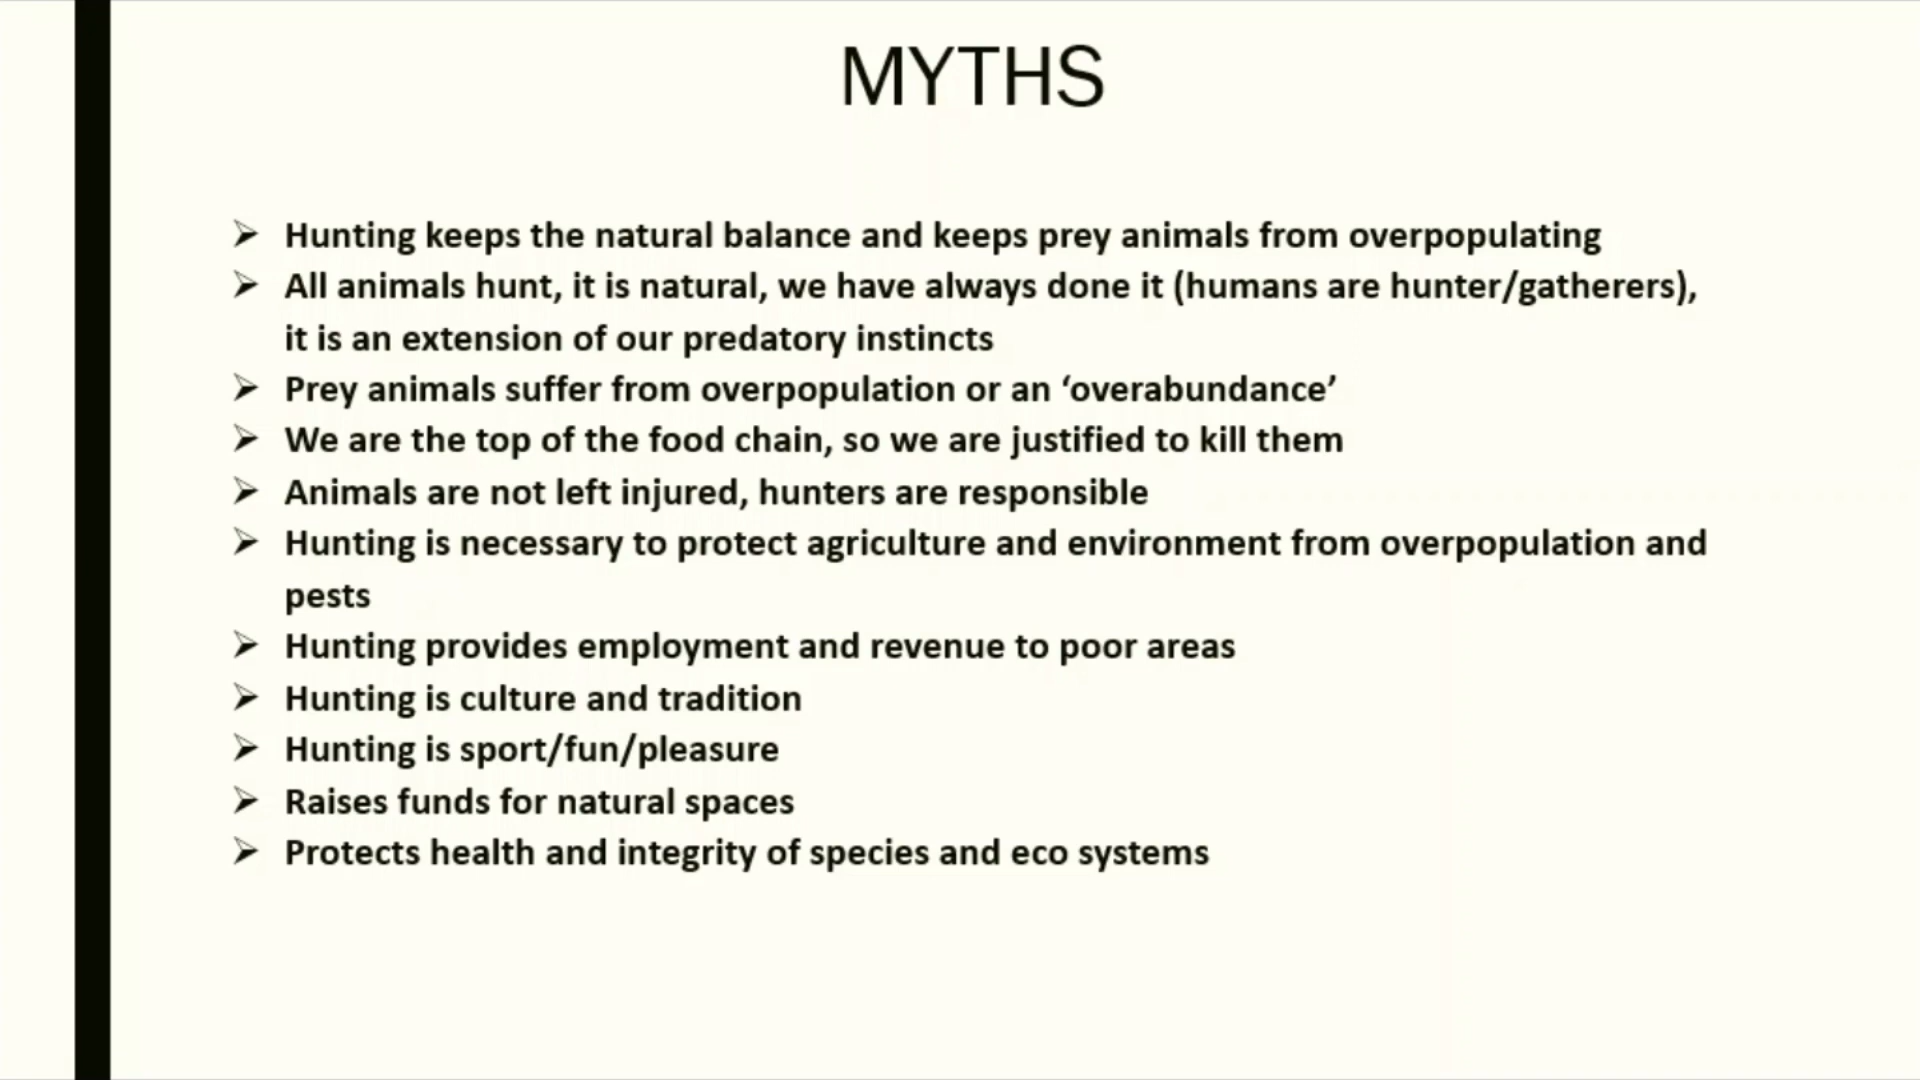 MYTHS
➢ Hunting keeps the natural balance and keeps prey animals from overpopulating
➢ All animals hunt, it is natural, we have always done it (humans are hunter/gatherers),
it is an extension of our predatory instincts
➢ Prey animals suffer from overpopulation or an ‘overabundance’
➢ We are the top of the food chain, so we are justified to kill them
➢ Animals are not left injured, hunters are responsible
➢ Hunting is necessary to protect agriculture and environment from overpopulation and
pests
➢ Hunting provides employment and revenue to poor areas
➢ Hunting is culture and tradition
➢ Hunting is sport/fun/pleasure
➢ Raises funds for natural spaces
➢ Protects health and integrity of species and eco systems